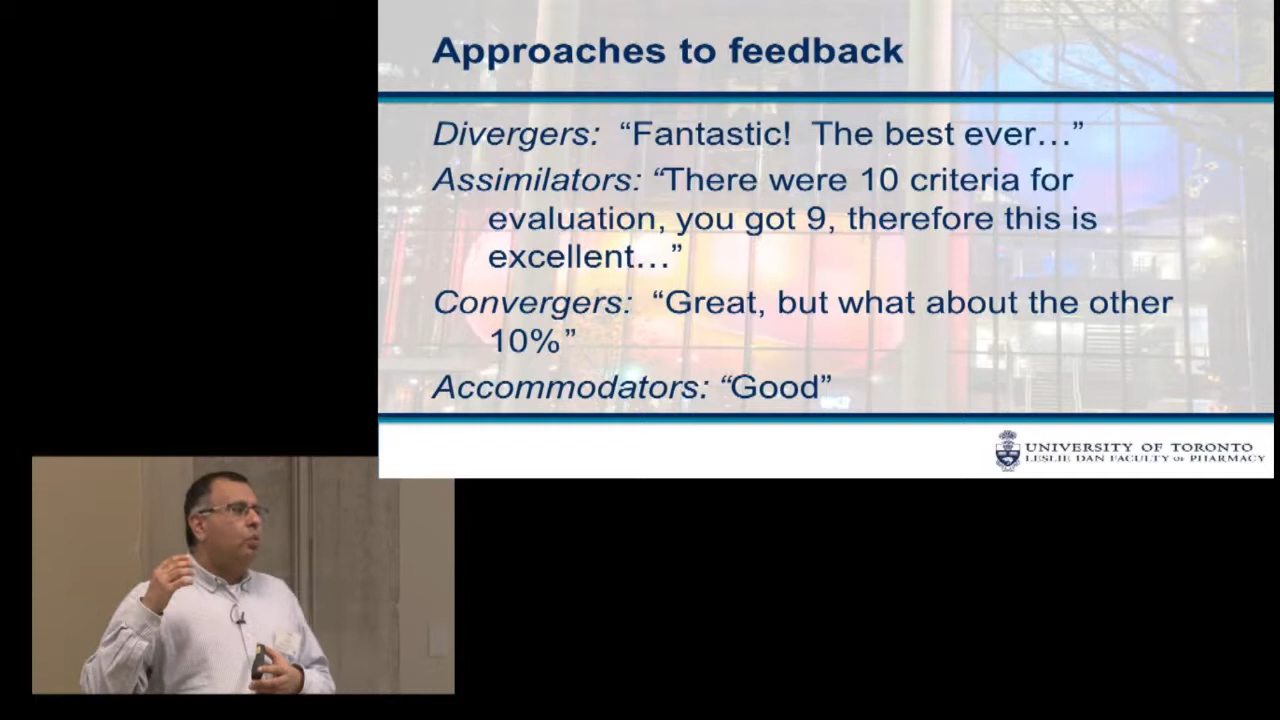 Approaches to feedback
Divergers: “Fantastic! The best ever…”
Assimilators: “There were 10 criteria for
evaluation, you got 9, therefore this is
excellent…”
Convergers: “Great, but what about the other
10%”
Accommodators: “Good”
UNIVERSITY OF TORONTO
LESLIE DAN FACULTY OF PHARMACY